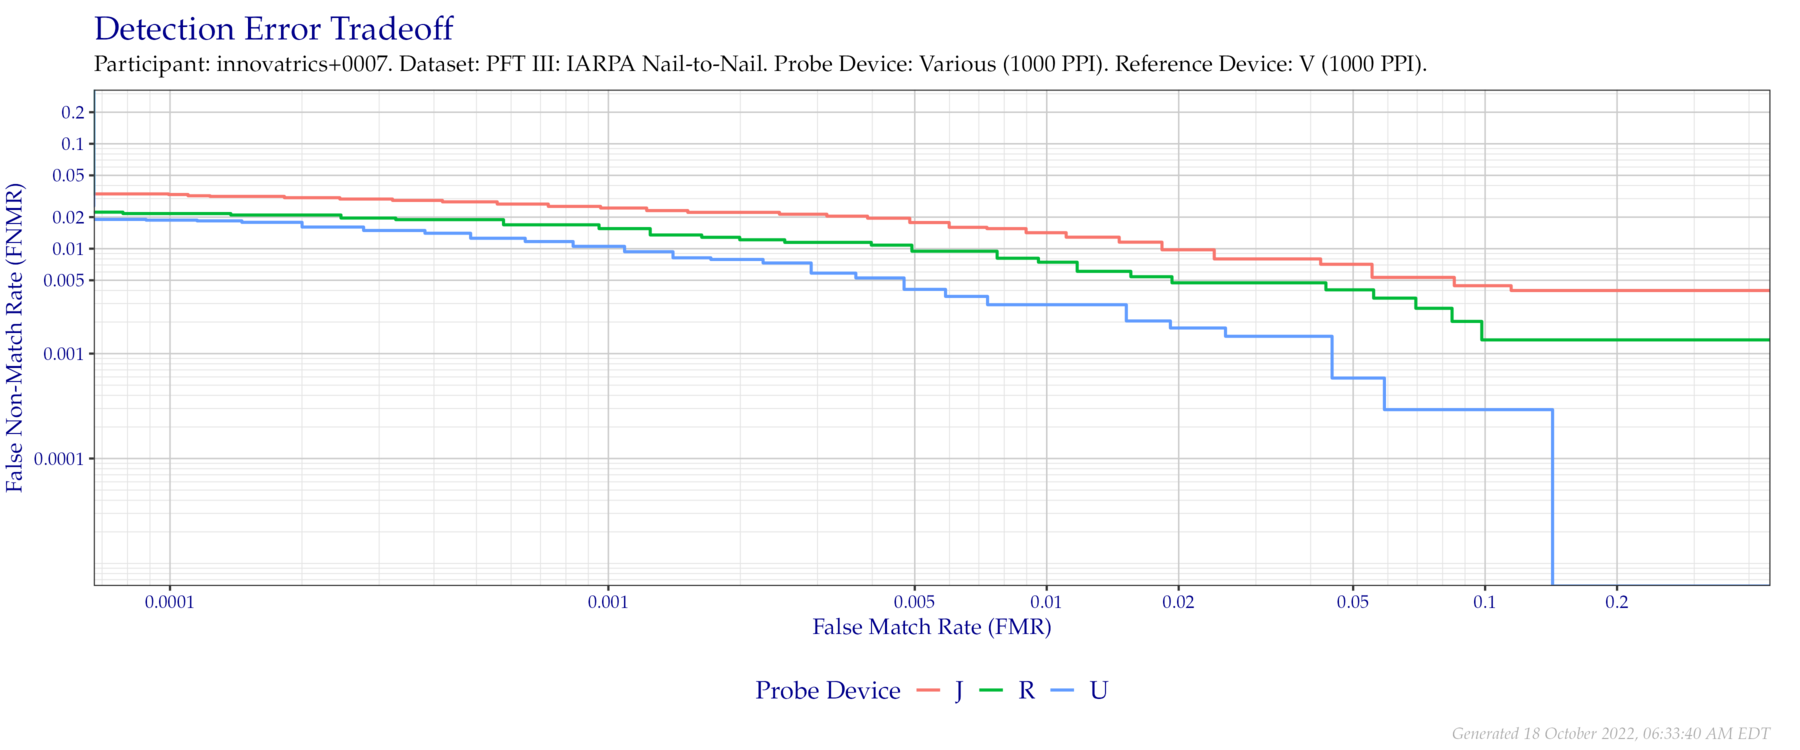 Detection Error Tradeoff
Participant: innovatrics+0007. Dataset: PFT III: IARPA Nail-to-Nail. Probe Device: Various (1000 PPI). Reference Device: V (1000 PPI).
False Non-Match Rate (FNMR)
0.2
0.1
0.05
0.02
0.01
0.005
0.001
0.0001
0.0001 0.001 0.005 0.01 0.02 0.05 0.1 0.2
False Match Rate (FMR)
Probe Device J R U
Generated 18 October 2022, 06:33:40 AM EDT